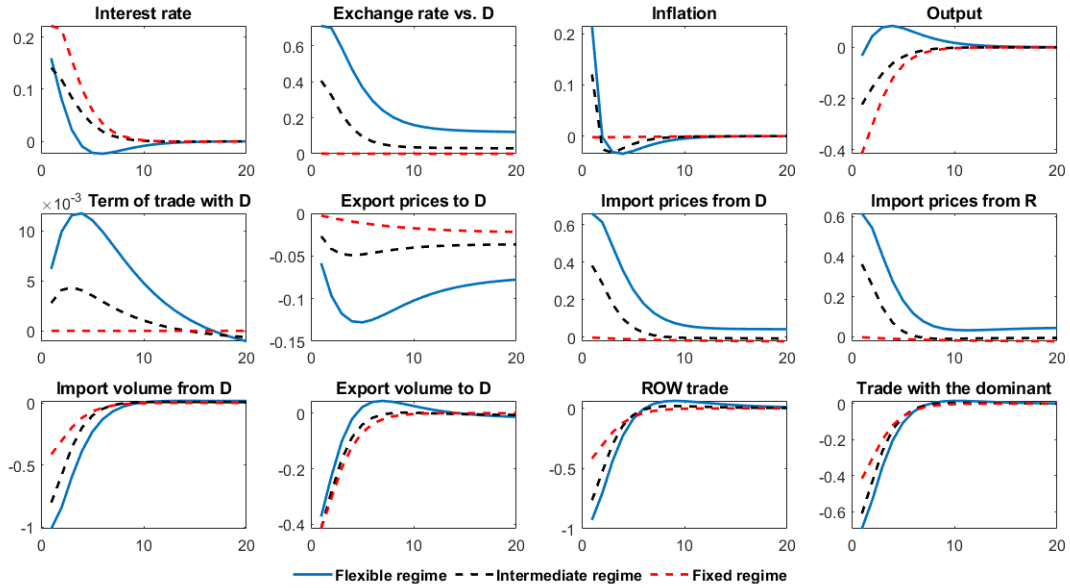 Interest rate
0.2
0.1
0
0 10 20
Exchange rate vs. D
0.6
0.4
0.2
0
0 10 20
Inflation
0.2
0.1
0
0 10 20
Output
0
-0.2
-0.4
0 10 20
×10⁻³ Term of trade with D
10
5
0
0 10 20
Export prices to D
0
-0.05
-0.1
-0.15
0 10 20
Import prices from D
0.6
0.4
0.2
0
0 10 20
Import prices from R
0.6
0.4
0.2
0
0 10 20
Import volume from D
0
-0.5
-1
0 10 20
Export volume to D
0
-0.2
-0.4
0 10 20
ROW trade
0
-0.5
-1
0 10 20
Trade with the dominant
0
-0.2
-0.4
-0.6
0 10 20
Flexible regime Intermediate regime Fixed regime